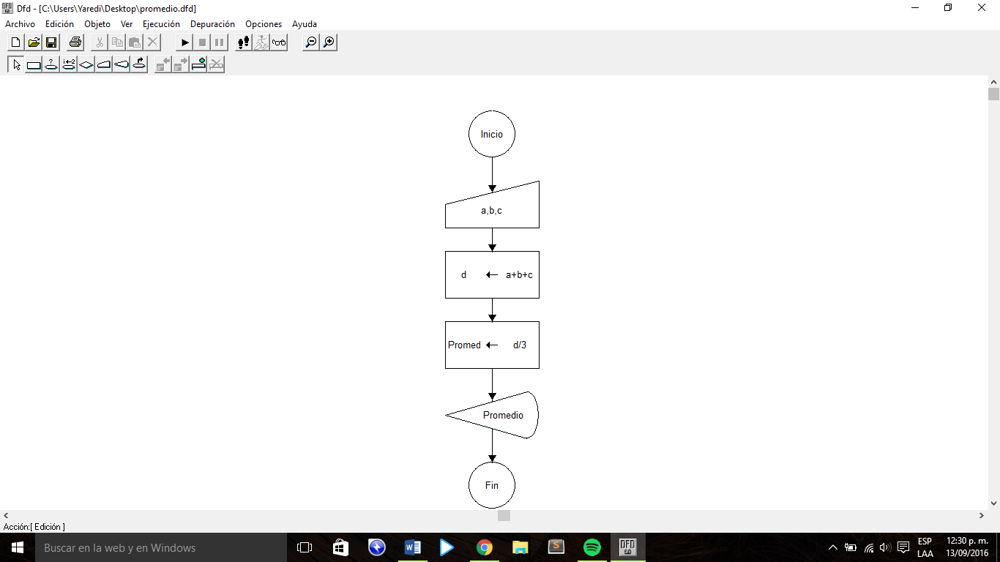 Dfd - [C:\Users\Yaredi\Desktop\promedio.dfd]
Archivo Edición Objeto Ver Ejecución Depuración Opciones Ayuda
Inicio
a,b,c
d a+b+c
Promed d/3
Promedio
Fin
Acción:[ Edición ]
Buscar en la web y en Windows
ESP 12:30 p. m.
LAA 13/09/2016